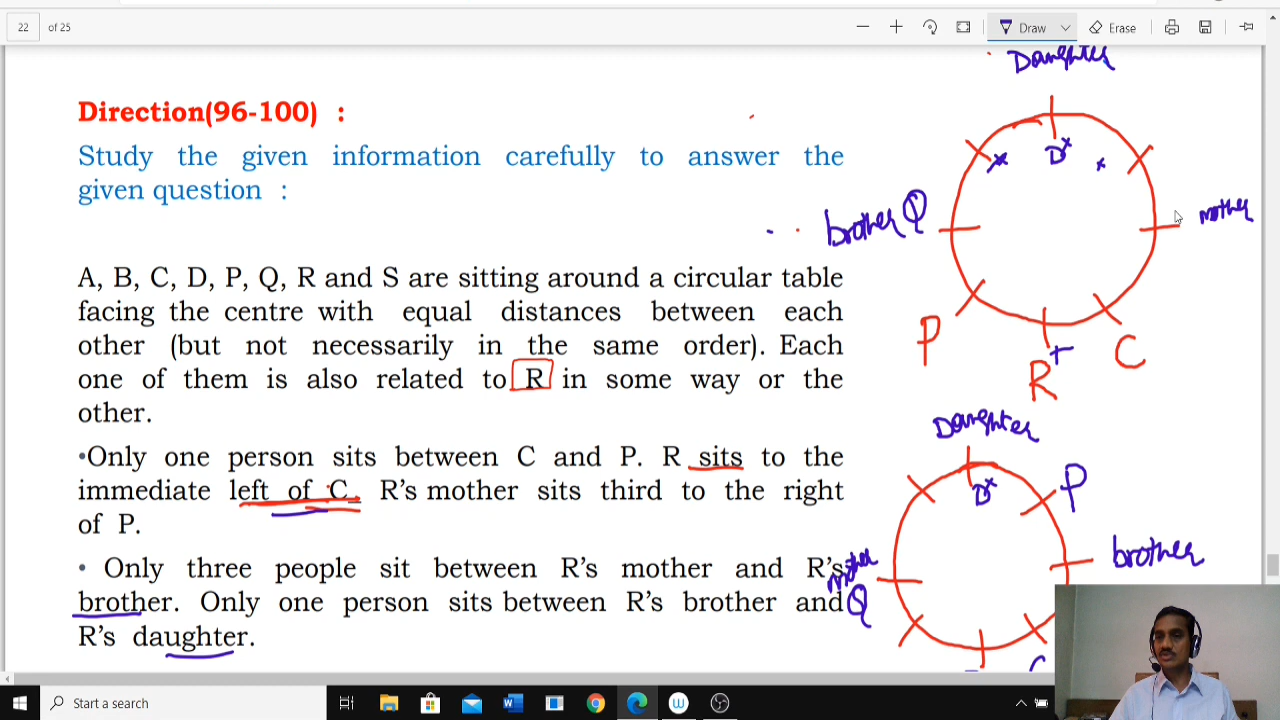 22 of 25
Draw
Erase
Daughter
Direction(96-100) :
Study the given information carefully to answer the
given question :
D
brother Q
mother
A, B, C, D, P, Q, R and S are sitting around a circular table
facing the centre with equal distances between each
other (but not necessarily in the same order). Each
one of them is also related to R in some way or the
other.
P
R
C
Daughter
•Only one person sits between C and P. R sits to the
immediate left of C. R's mother sits third to the right
of P.
D
P
brother
mother
Q
• Only three people sit between R's mother and R's
brother. Only one person sits between R's brother and
R's daughter.
Start a search